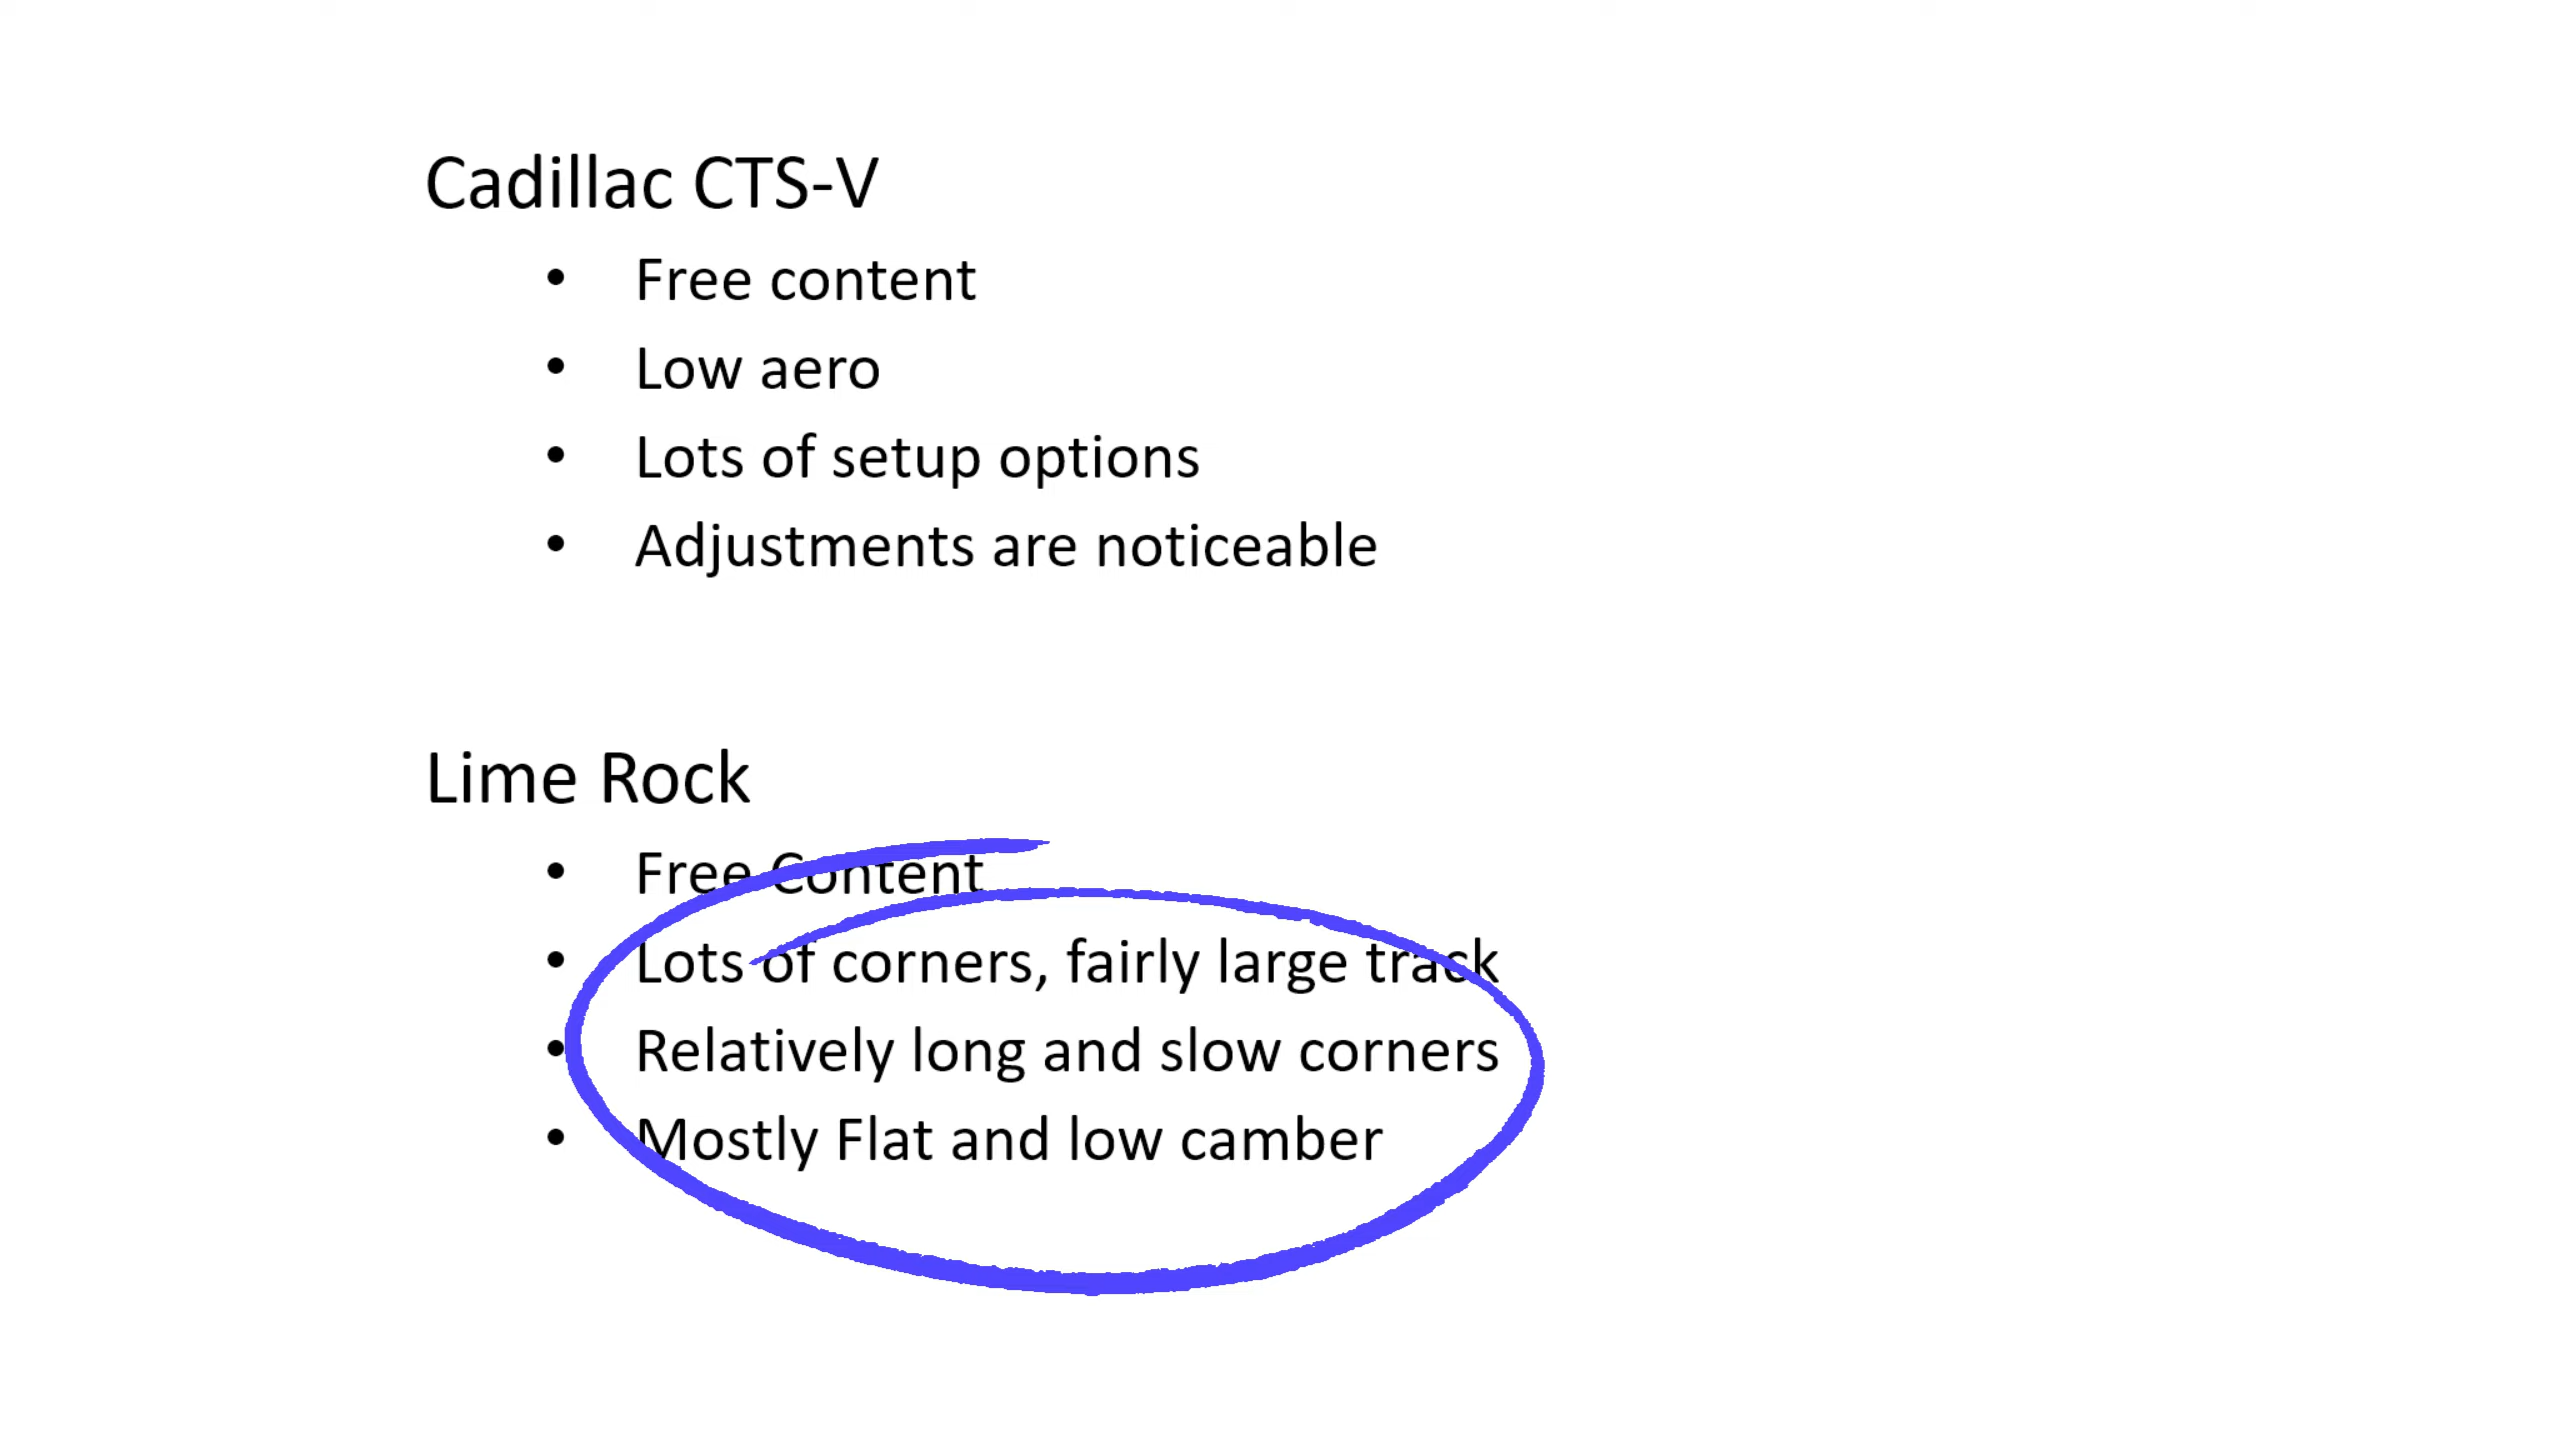 Cadillac CTS-V
• Free content
• Low aero
• Lots of setup options
• Adjustments are noticeable
Lime Rock
• Free Content
• Lots of corners, fairly large track
• Relatively long and slow corners
• Mostly Flat and low camber